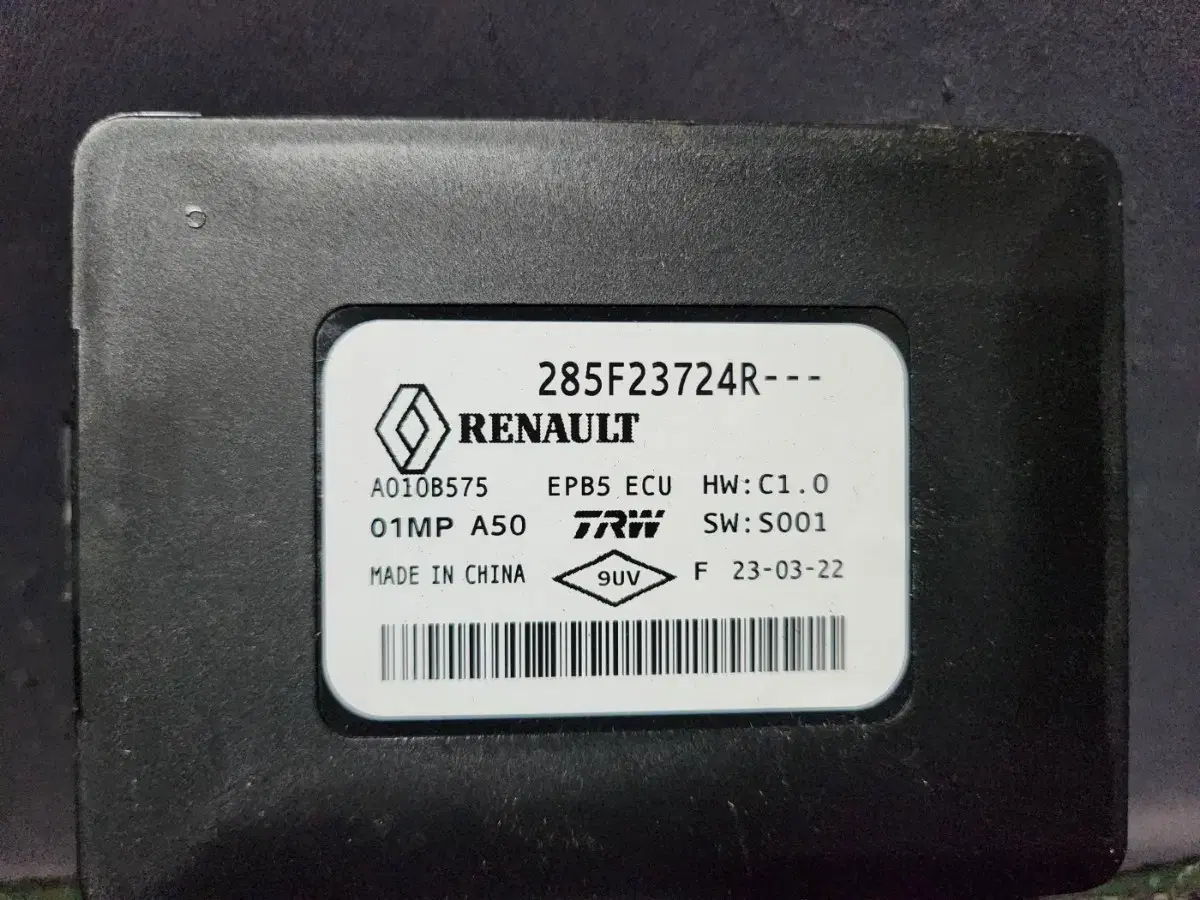 285F23724R---
RENAULT
A010B575 EPB5 ECU HW:C1.0
01MP A50 TRW SW:S001
MADE IN CHINA 9UV F 23-03-22